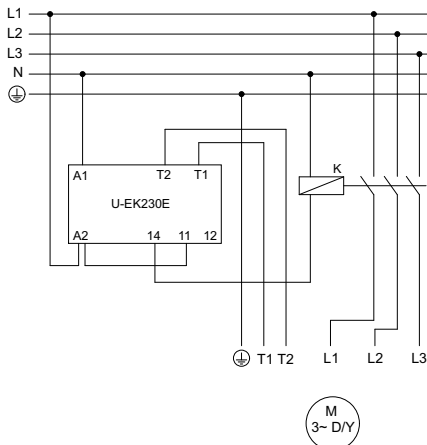 L1
L2
L3
N
A1 T2 T1
K
U-EK230E
A2 14 11 12
T1 T2 L1 L2 L3
M
3~ D/Y